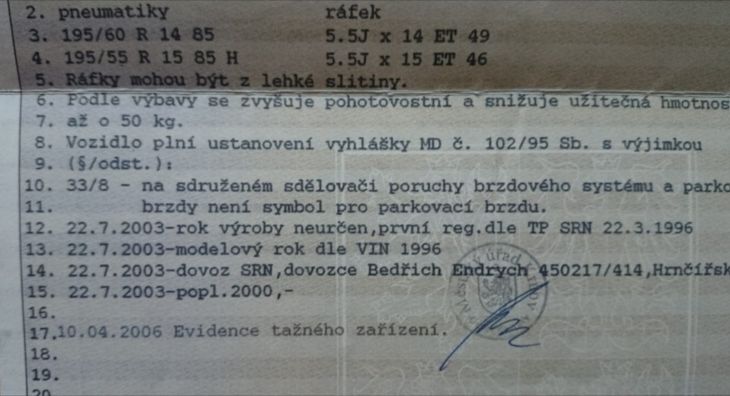 2. pneumatiky ráfek
3. 195/60 R 14 85 5.5J x 14 ET 49
4. 195/55 R 15 85 H 5.5J x 15 ET 46
5. Ráfky mohou být z lehké slitiny.
6. Podle výbavy se zvyšuje pohotovostní a snižuje užitečná hmotnos
7. až o 50 kg.
8. Vozidlo plní ustanovení vyhlášky MD č. 102/95 Sb. s výjimkou
9. (§/odst.):
10. 33/8 - na sdruženém sdělovači poruchy brzdového systému a parko
11. brzdy není symbol pro parkovací brzdu.
12. 22.7.2003-rok výroby neurčen,první reg.dle TP SRN 22.3.1996
13. 22.7.2003-modelový rok dle VIN 1996
14. 22.7.2003-dovoz SRN,dovozce Bedřich Endrych 450217/414,Hrnčířsk
15. 22.7.2003-popl.2000,-
16.
17.10.04.2006 Evidence tažného zařízení.
18.
19.
20